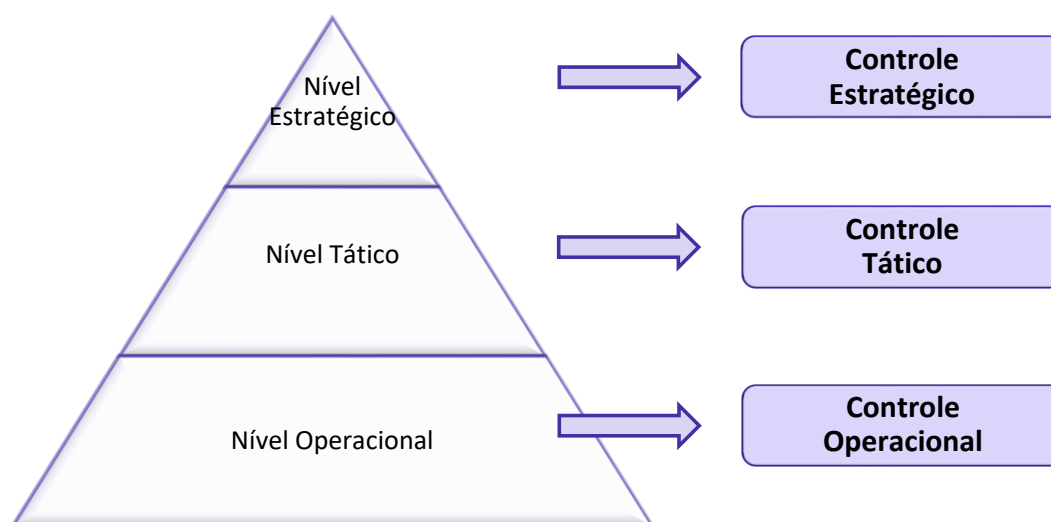 Nível
Estratégico
Controle
Estratégico
Nível Tático
Controle
Tático
Nível Operacional
Controle
Operacional